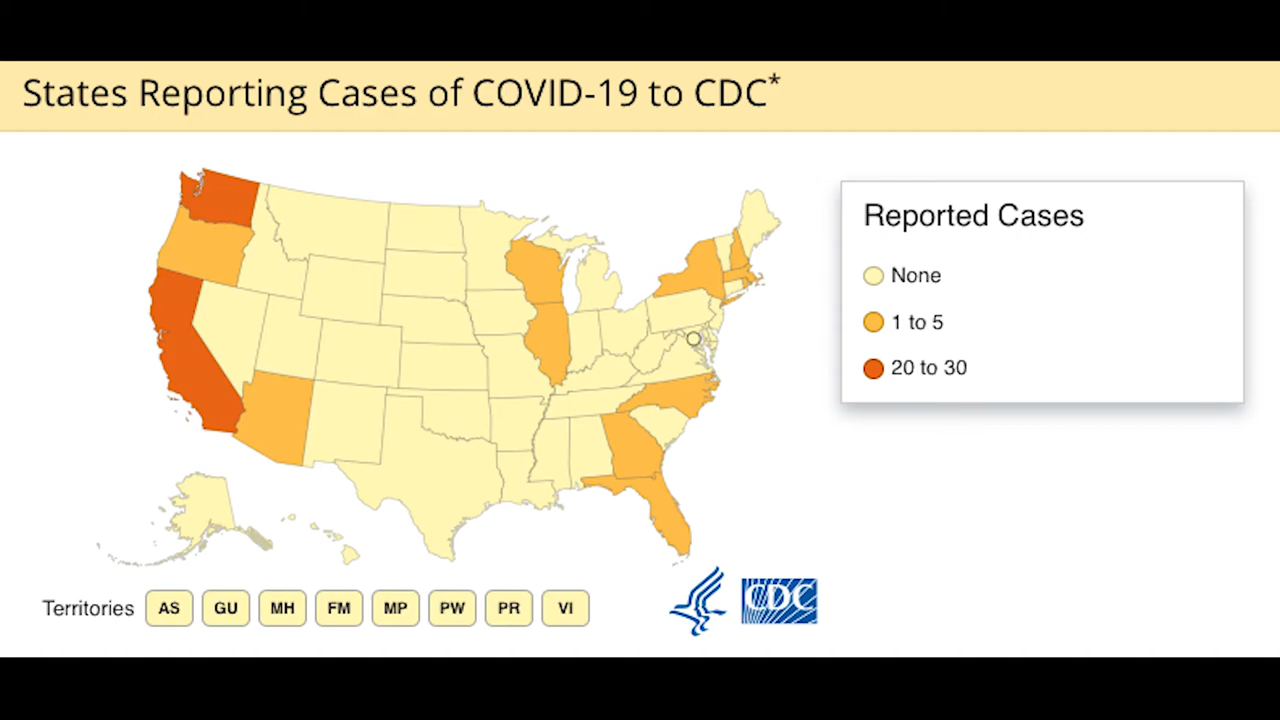 States Reporting Cases of COVID-19 to CDC*
Reported Cases
None
1 to 5
20 to 30
Territories AS GU MH FM MP PW PR VI
CDC